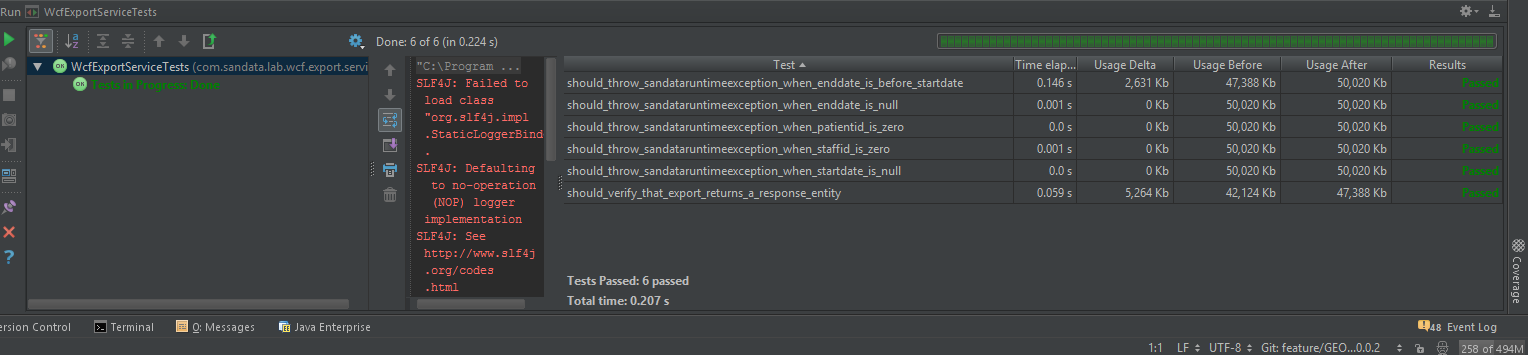 Run WcfExportServiceTests
Done: 6 of 6 (in 0.224 s)
WcfExportServiceTests (com.sandata.lab.wcf.export.servi
Tests in Progress: Done
"C:\Program ...
SLF4J: Failed to
load class
"org.slf4j.impl
.StaticLoggerBind
.
SLF4J: Defaulting
to no-operation
(NOP) logger
implementation
SLF4J: See
http://www.slf4j
.org/codes
.html
Test Time elap... Usage Delta Usage Before Usage After Results
should_throw_sandataruntimeexception_when_enddate_is_before_startdate 0.146 s 2,631 Kb 47,388 Kb 50,020 Kb Passed
should_throw_sandataruntimeexception_when_enddate_is_null 0.001 s 0 Kb 50,020 Kb 50,020 Kb Passed
should_throw_sandataruntimeexception_when_patientid_is_zero 0.0 s 0 Kb 50,020 Kb 50,020 Kb Passed
should_throw_sandataruntimeexception_when_staffid_is_zero 0.001 s 0 Kb 50,020 Kb 50,020 Kb Passed
should_throw_sandataruntimeexception_when_startdate_is_null 0.0 s 0 Kb 50,020 Kb 50,020 Kb Passed
should_verify_that_export_returns_a_response_entity 0.059 s 5,264 Kb 42,124 Kb 47,388 Kb Passed
Tests Passed: 6 passed
Total time: 0.207 s
Coverage
ersion Control Terminal Q: Messages Java Enterprise 48 Event Log
1:1 LF UTF-8 Git: feature/GEO...0.0.2 258 of 494M